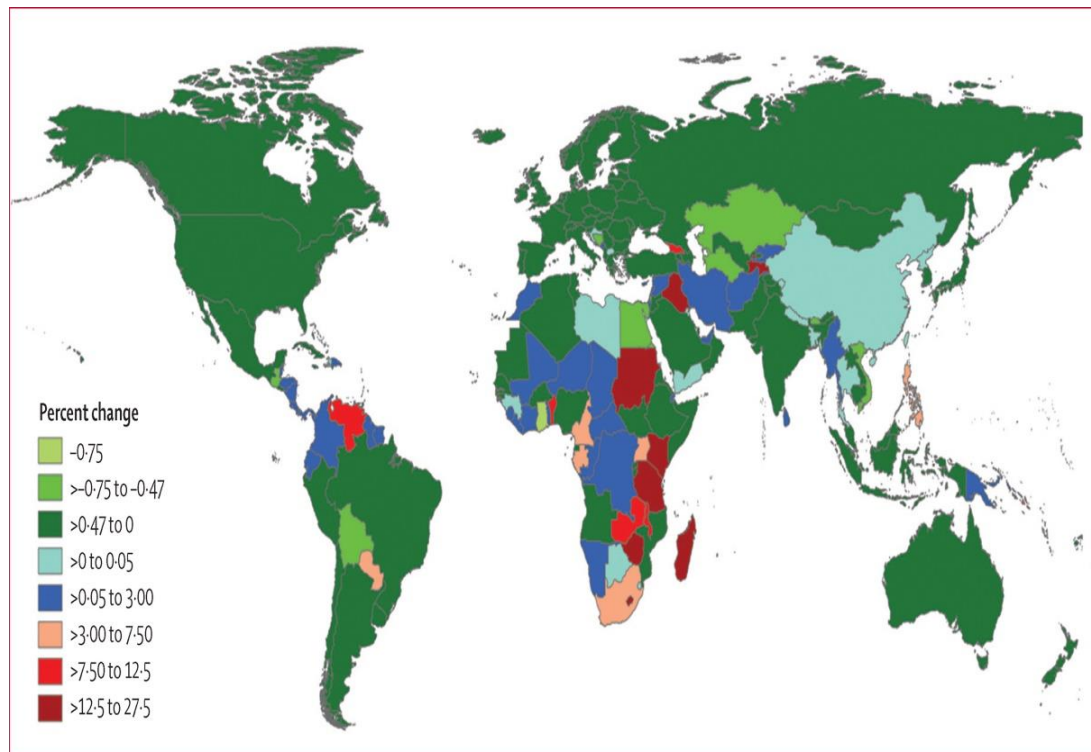 Percent change
–0·75
>–0·75 to –0·47
>0·47 to 0
>0 to 0·05
>0·05 to 3·00
>3·00 to 7·50
>7·50 to 12·5
>12·5 to 27·5